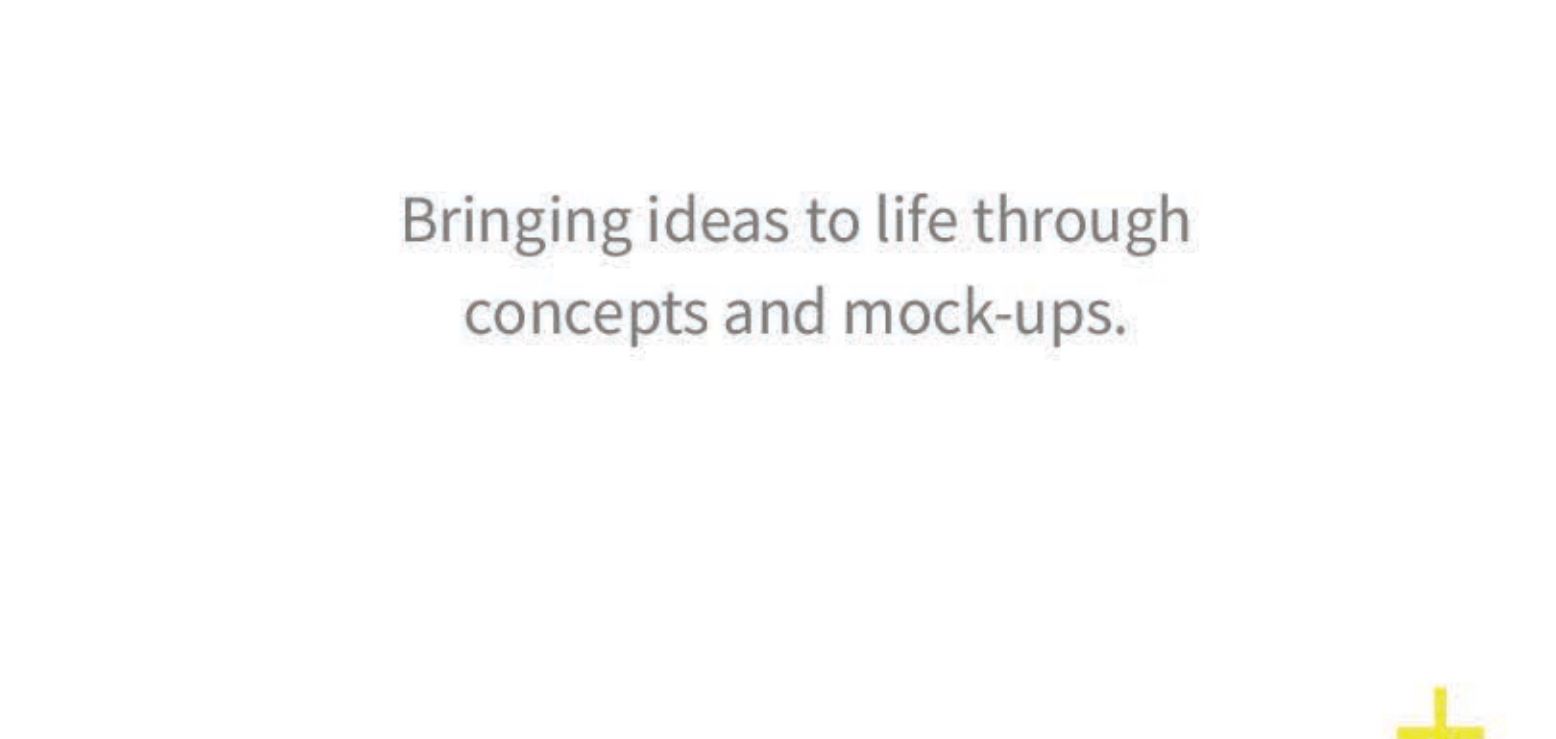 Bringing ideas to life through
concepts and mock-ups.